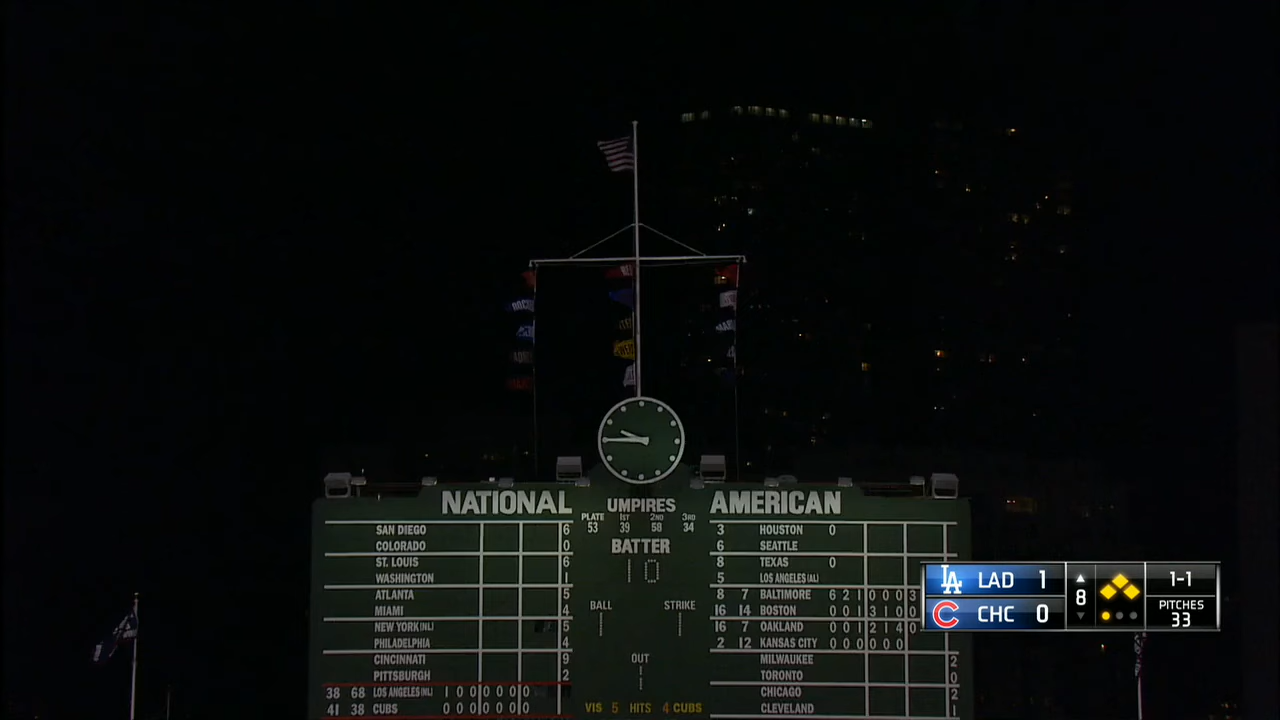 NATIONAL
UMPIRES
AMERICAN
PLATE 1ST 2ND 3RD
53 39 58 34
BATTER
10
BALL STRIKE
1 1
OUT
1
SAN DIEGO 6
COLORADO 0
ST. LOUIS 6
WASHINGTON 1
ATLANTA 5
MIAMI 4
NEW YORK (NL) 5
PHILADELPHIA 4
CINCINNATI 9
PITTSBURGH 2
38 68 LOS ANGELES (NL) 1 0 0 0 0 0 0
41 38 CUBS 0 0 0 0 0 0 0
VIS 5 HITS 4 CUBS
3 HOUSTON 0
6 SEATTLE
8 TEXAS 0
5 LOS ANGELES (AL)
8 7 BALTIMORE 6 2 1 0 0 0 3
16 14 BOSTON 0 0 1 3 1 0 0
16 7 OAKLAND 0 0 1 2 1 4 0
2 12 KANSAS CITY 0 0 0 0 0 0
MILWAUKEE 2
TORONTO 0
CHICAGO 2
CLEVELAND 1
LA LAD 1
C CHC 0
8
1-1
PITCHES
33